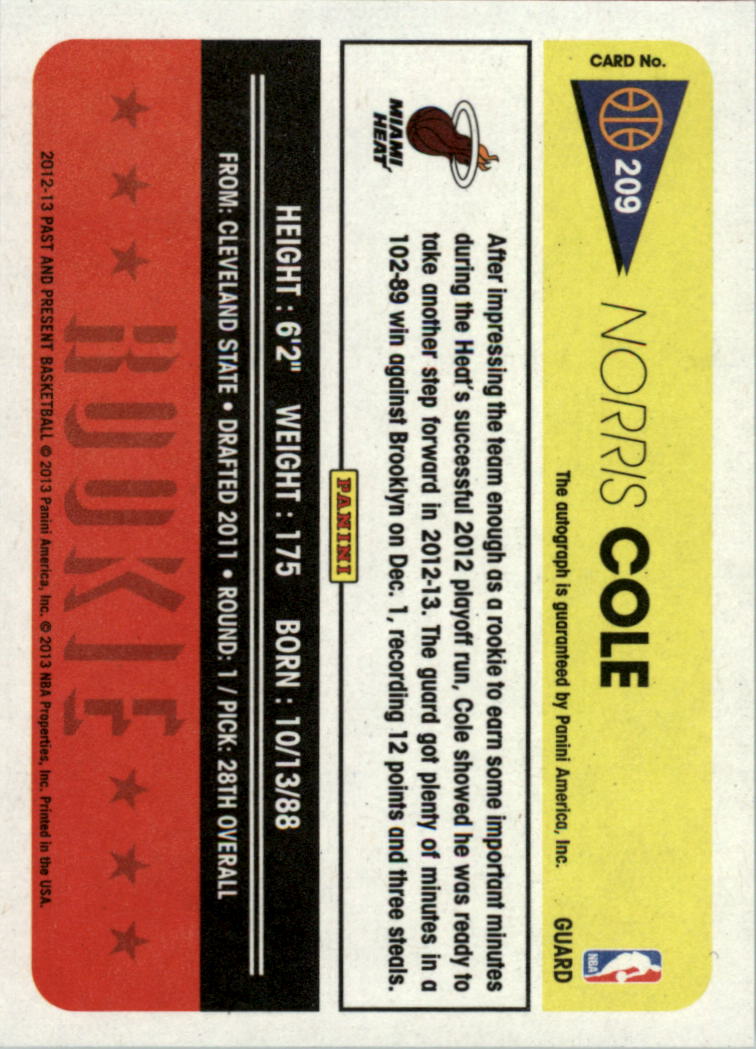 CARD No.
209
NORRIS COLE
The autograph is guaranteed by Panini America, Inc.
GUARD
NBA
MIAMI
HEAT
After impressing the team enough as a rookie to earn some important minutes
during the Heat's successful 2012 playoff run, Cole showed he was ready to
take another step forward in 2012-13. The guard got plenty of minutes in a
102-89 win against Brooklyn on Dec. 1, recording 12 points and three steals.
PANINI
HEIGHT : 6'2" WEIGHT : 175 BORN : 10/13/88
FROM: CLEVELAND STATE • DRAFTED 2011 • ROUND: 1 / PICK: 28TH OVERALL
ROOKIE
2012-13 PAST AND PRESENT BASKETBALL © 2013 Panini America, Inc. © 2013 NBA Properties, Inc. Printed in the USA.